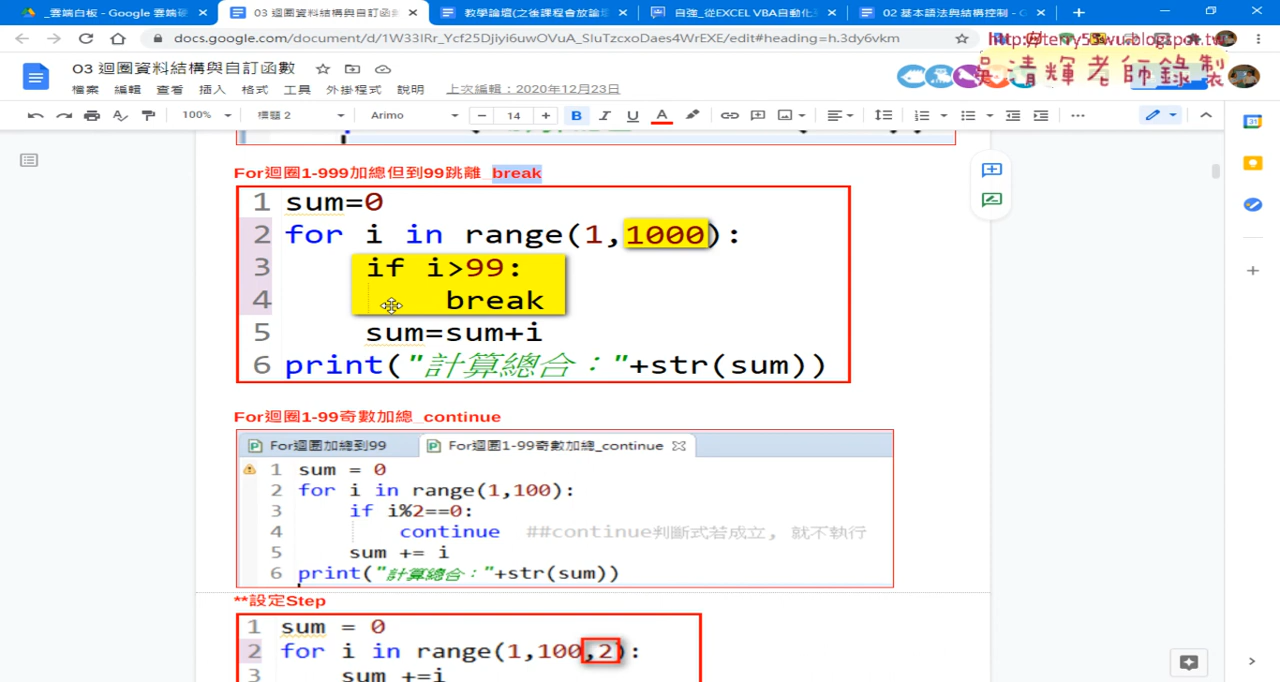 _雲端白板 - Google 雲端硬
03 迴圈資料結構與自訂函數
教學論壇(之後課程會放論壇
自強_從EXCEL VBA自動化
02 基本語法與結構控制 - G
docs.google.com/document/d/1W33lRr_Ycf25Djiyi6uwOVuA_SluTzcxoDaes4WrEXE/edit#heading=h.3dy6vkm
http://terry55wu.blogspot.tw
吳清輝老師錄製
03 迴圈資料結構與自訂函數
檔案 編輯 查看 插入 格式 工具 外掛程式 說明 上次編輯：2020年12月23日
100% 標題 2 Arimo 14 B I U A
For迴圈1-999加總但到99跳離_break
1 sum=0
2 for i in range(1,1000):
3 if i>99:
4 break
5 sum=sum+i
6 print("計算總合："+str(sum))
For迴圈1-99奇數加總_continue
For迴圈加總到99 For迴圈1-99奇數加總_continue
1 sum = 0
2 for i in range(1,100):
3 if i%2==0:
4 continue ##continue判斷式若成立, 就不執行
5 sum += i
6 print("計算總合："+str(sum))
**設定Step
1 sum = 0
2 for i in range(1,100,2):
3 sum +=i